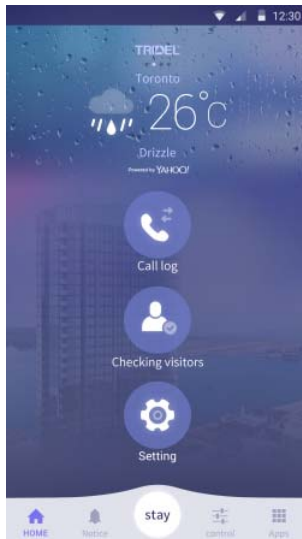 12:30
TRIDEL
Toronto
26°C
Drizzle
Powered by YAHOO!
Call log
Checking visitors
Setting
stay
HOME
Notice
control
Apps